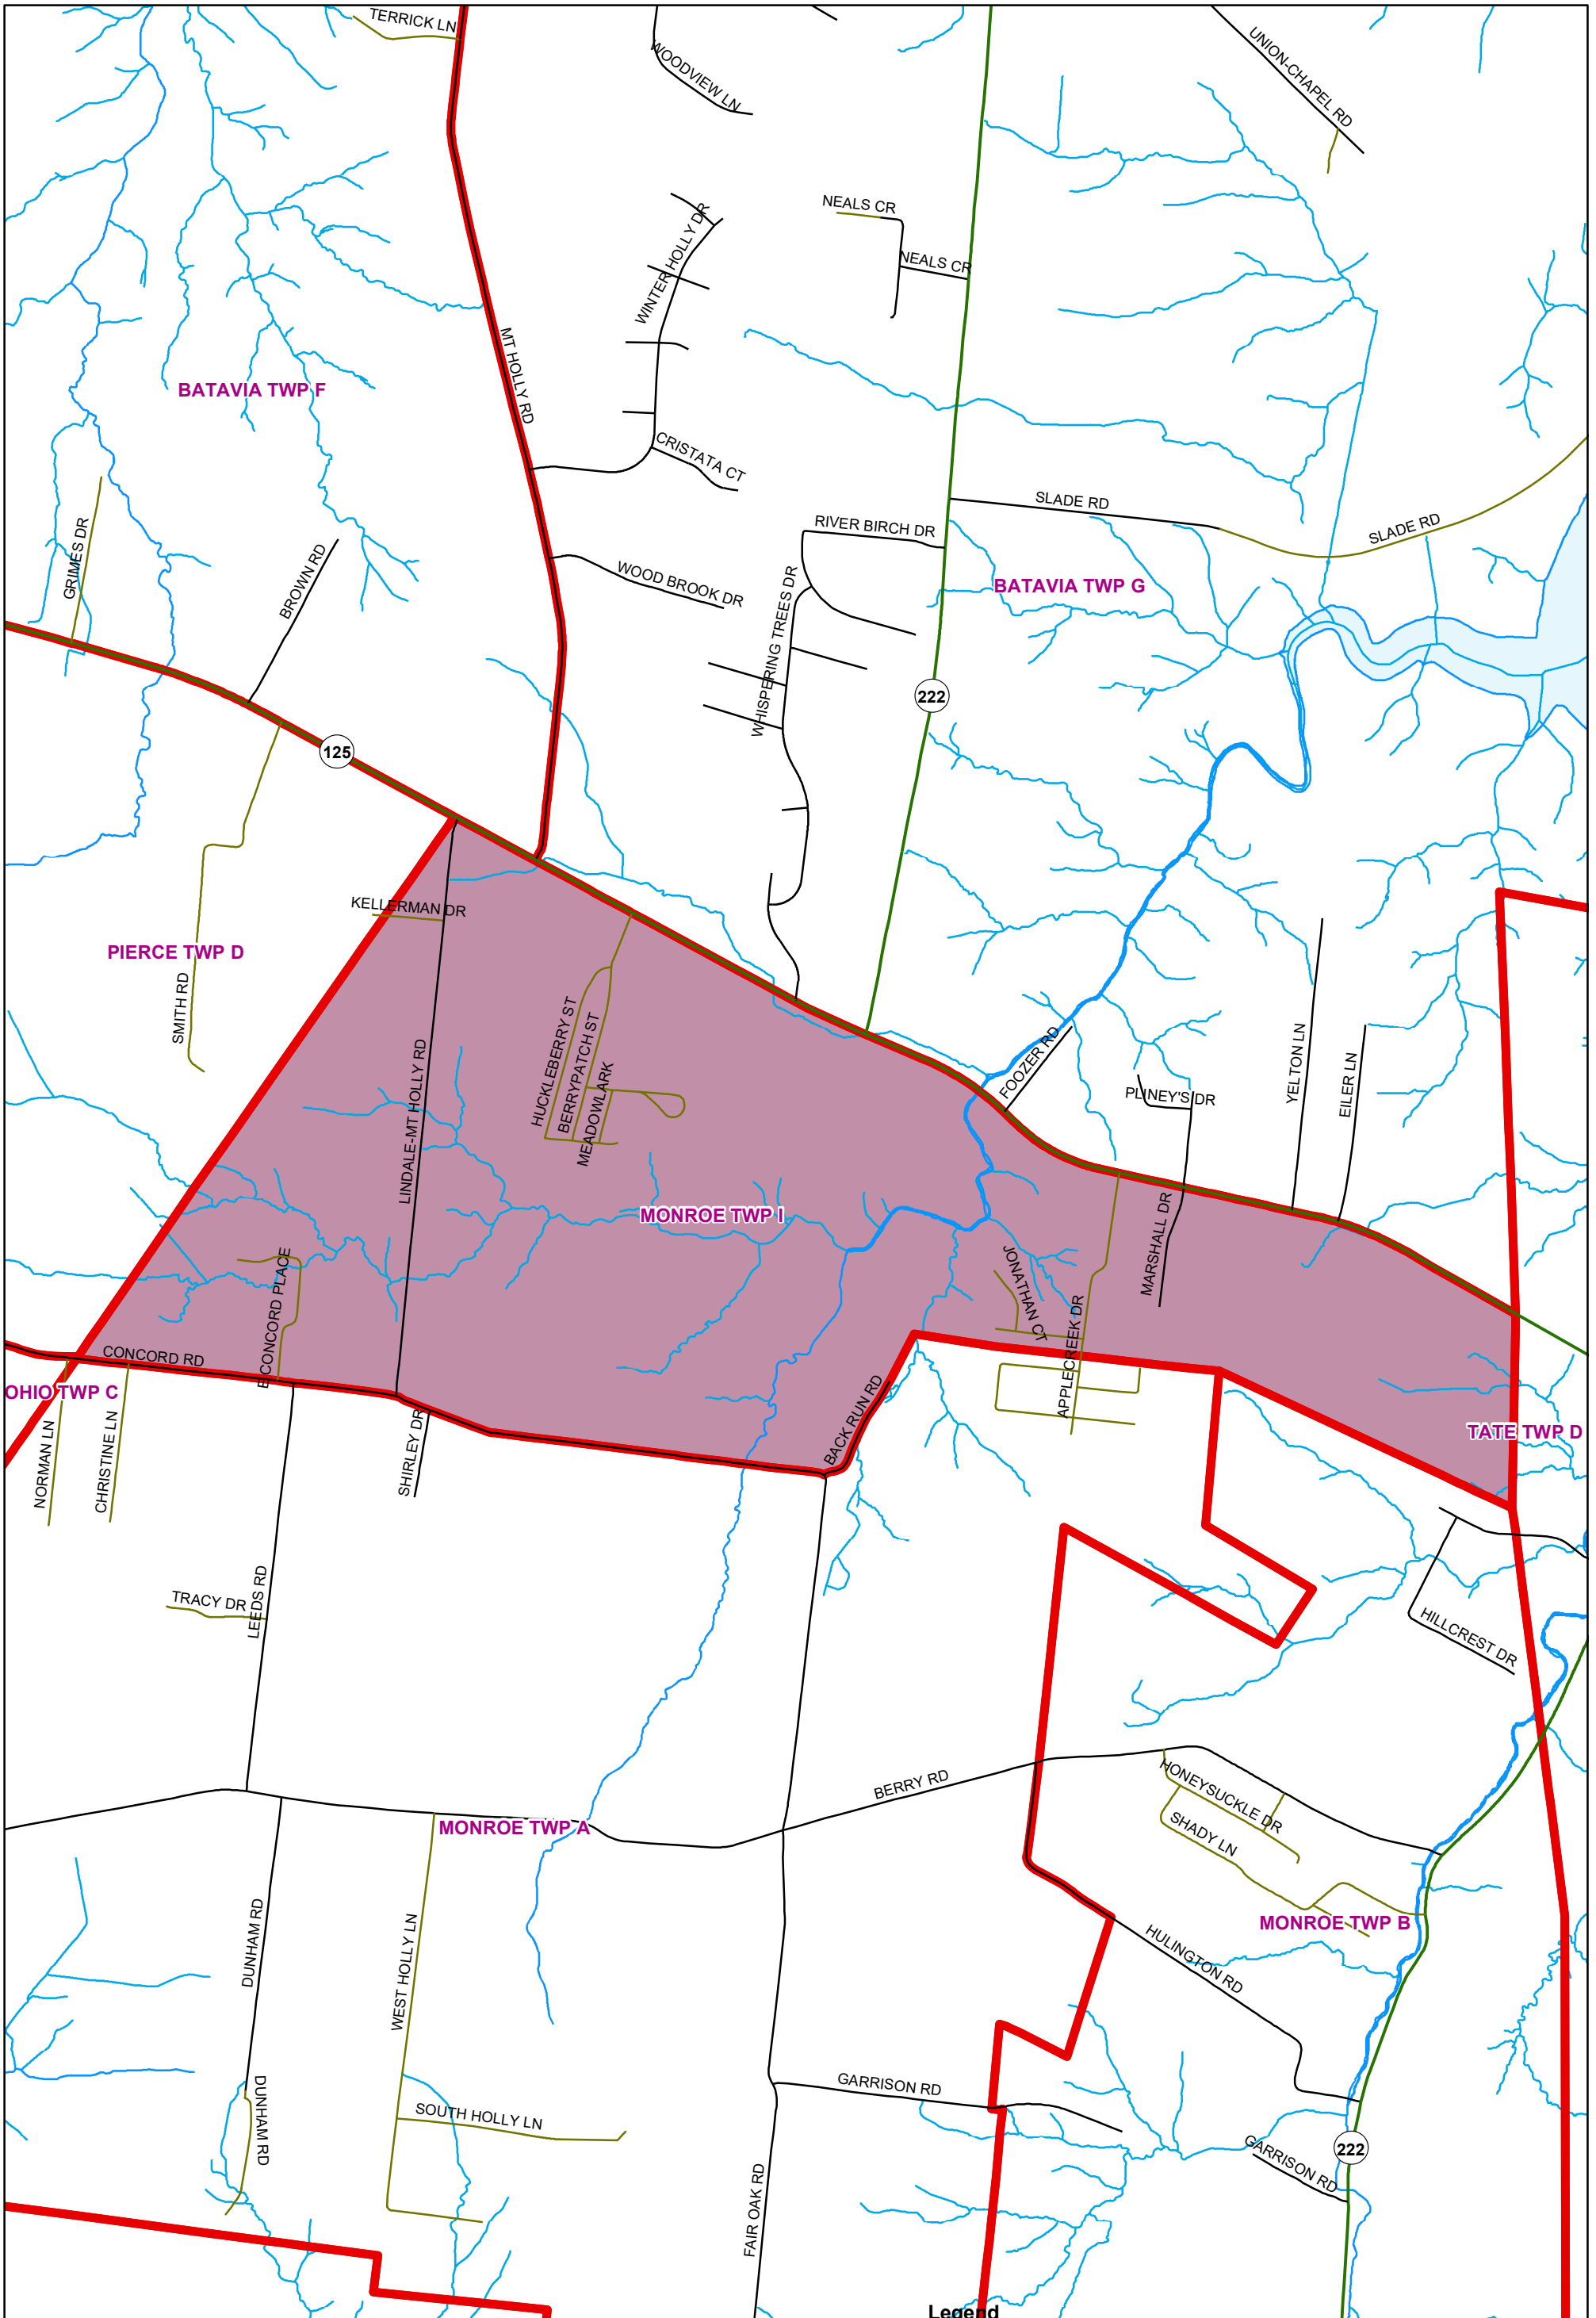 TERRICK LN
WOODVIEW LN
UNION-CHAPEL RD
WINTER HOLLY DR
NEALS CR
NEALS CR
MT HOLLY RD
BATAVIA TWP F
CRISTATA CT
SLADE RD
SLADE RD
RIVER BIRCH DR
GRIMES DR
BROWN RD
WOOD BROOK DR
BATAVIA TWP G
WHISPERING TREES DR
222
125
KELLERMAN DR
PIERCE TWP D
SMITH RD
HUCKLEBERRY ST
BERRYPATCH ST
MEADOWLARK
LINDALE-MT HOLLY RD
FOOZER RD
PLINEY'S DR
YELTON LN
EILER LN
MONROE TWP I
MARSHALL DR
JONATHAN CT
E CONCORD PLACE
APPLECREEK DR
CONCORD RD
OHIO TWP C
NORMAN LN
CHRISTINE LN
SHIRLEY DR
BACK RUN RD
TATE TWP D
TRACY DR
LEEDS RD
HILLCREST DR
BERRY RD
HONEYSUCKLE DR
SHADY LN
MONROE TWP A
MONROE TWP B
DUNHAM RD
WEST HOLLY LN
HULINGTON RD
GARRISON RD
DUNHAM RD
SOUTH HOLLY LN
222
GARRISON RD
FAIR OAK RD
Legend